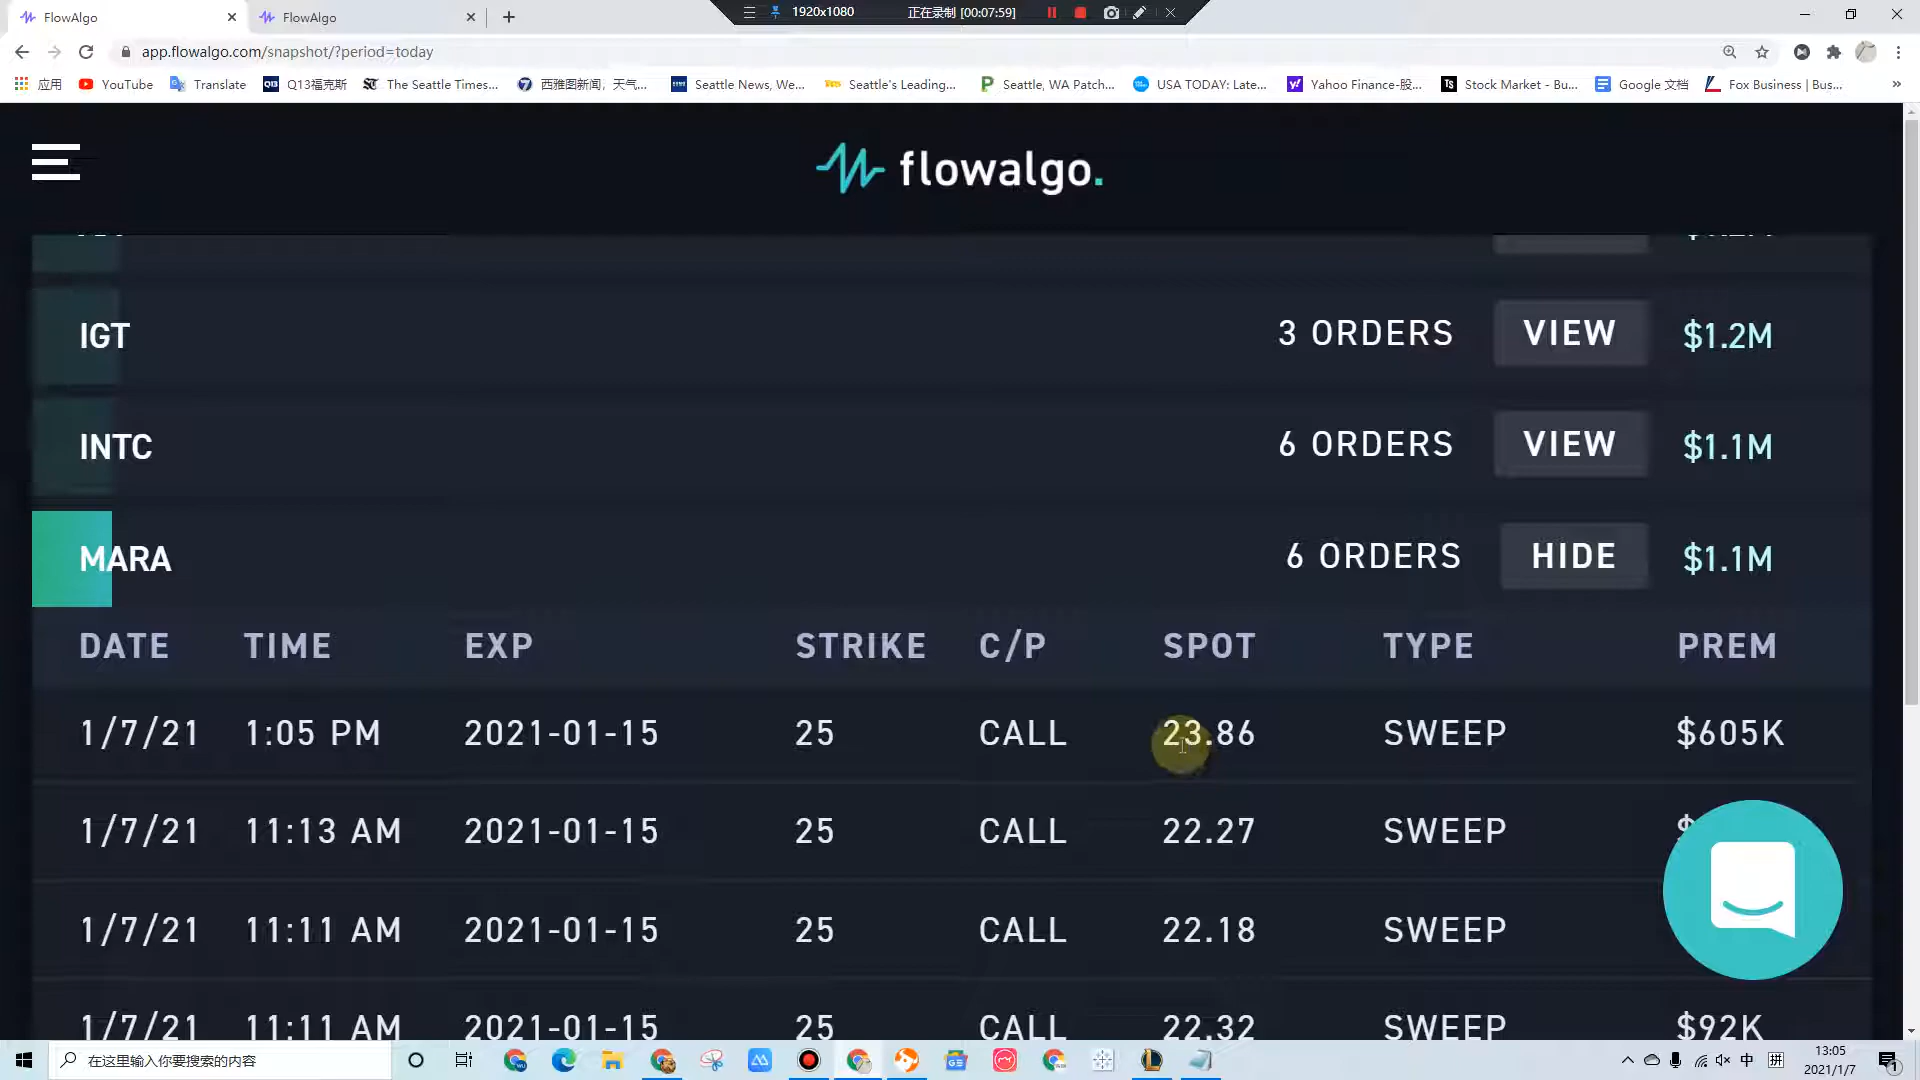 FlowAlgo
FlowAlgo
1920x1080
正在录制 [00:07:59]
app.flowalgo.com/snapshot/?period=today
应用
YouTube
Translate
Q13福克斯
The Seattle Times...
西雅图新闻，天气...
Seattle News, We...
Seattle's Leading...
Seattle, WA Patch...
USA TODAY: Late...
Yahoo Finance-股...
Stock Market - Bu...
Google 文档
Fox Business | Bus...
flowalgo.
IGT 3 ORDERS VIEW $1.2M
INTC 6 ORDERS VIEW $1.1M
MARA 6 ORDERS HIDE $1.1M
DATE TIME EXP STRIKE C/P SPOT TYPE PREM
1/7/21 1:05 PM 2021-01-15 25 CALL 23.86 SWEEP $605K
1/7/21 11:13 AM 2021-01-15 25 CALL 22.27 SWEEP $
1/7/21 11:11 AM 2021-01-15 25 CALL 22.18 SWEEP
1/7/21 11:11 AM 2021-01-15 25 CALL 22.32 SWEEP $92K
在这里输入你要搜索的内容
中
拼
13:05
2021/1/7